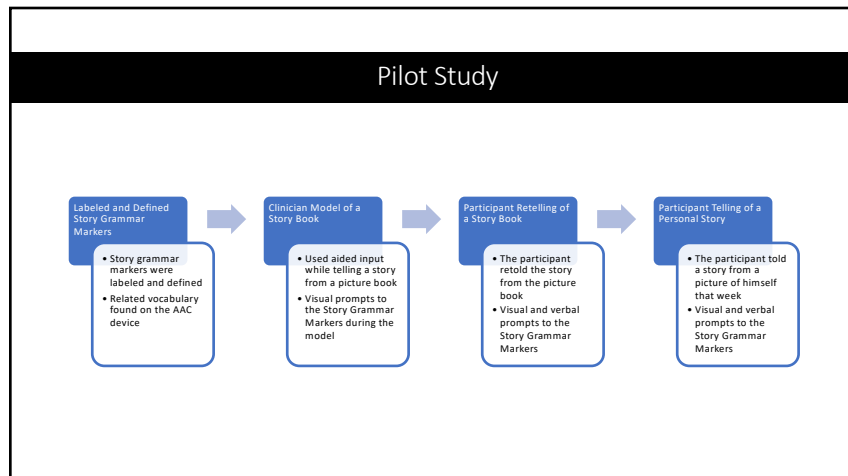 Pilot Study
Labeled and Defined
Story Grammar
Markers
• Story grammar
markers were
labeled and defined
• Related vocabulary
found on the AAC
device
Clinician Model of a
Story Book
• Used aided input
while telling a story
from a picture book
• Visual prompts to
the Story Grammar
Markers during the
model
Participant Retelling of
a Story Book
• The participant
retold the story
from the picture
book
• Visual and verbal
prompts to the
Story Grammar
Markers
Participant Telling of a
Personal Story
• The participant told
a story from a
picture of himself
that week
• Visual and verbal
prompts to the
Story Grammar
Markers